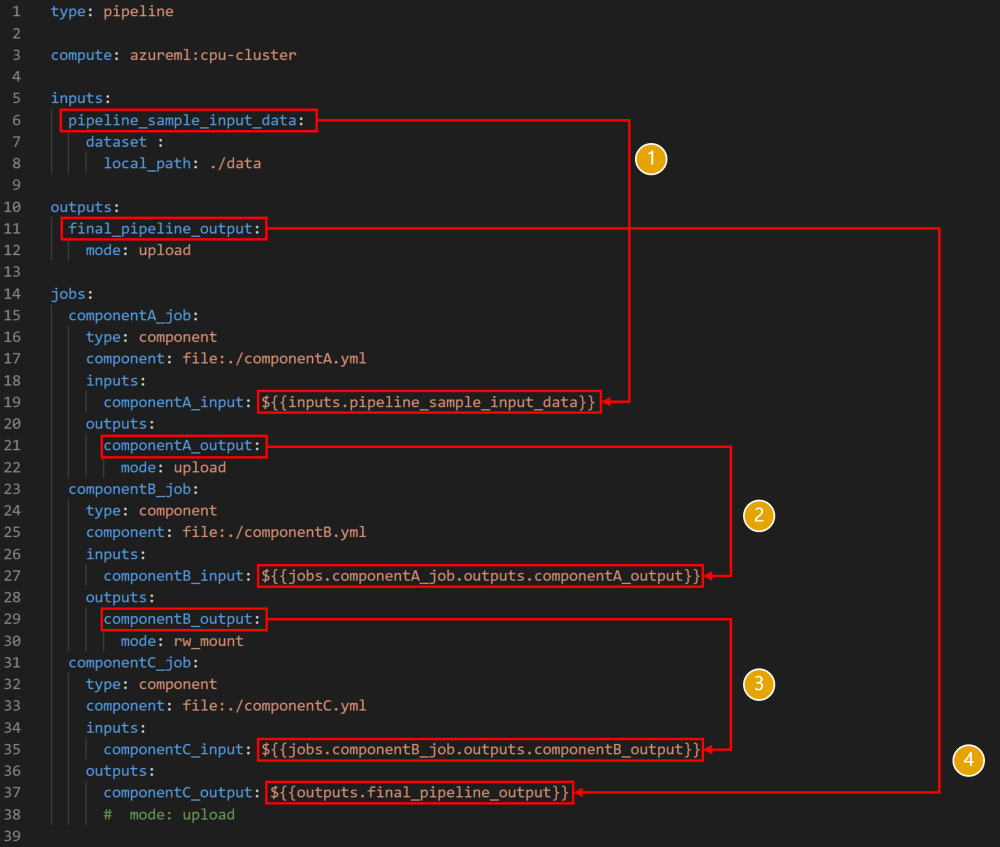 1 type: pipeline
2
3 compute: azureml:cpu-cluster
4
5 inputs:
6 pipeline_sample_input_data:
7 dataset :
8 local_path: ./data
9
10 outputs:
11 final_pipeline_output:
12 mode: upload
13
14 jobs:
15 componentA_job:
16 type: component
17 component: file:./componentA.yml
18 inputs:
19 componentA_input: ${{inputs.pipeline_sample_input_data}}
20 outputs:
21 componentA_output:
22 mode: upload
23 componentB_job:
24 type: component
25 component: file:./componentB.yml
26 inputs:
27 componentB_input: ${{jobs.componentA_job.outputs.componentA_output}}
28 outputs:
29 componentB_output:
30 mode: rw_mount
31 componentC_job:
32 type: component
33 component: file:./componentC.yml
34 inputs:
35 componentC_input: ${{jobs.componentB_job.outputs.componentB_output}}
36 outputs:
37 componentC_output: ${{outputs.final_pipeline_output}}
38 # mode: upload
39
1
2
3
4